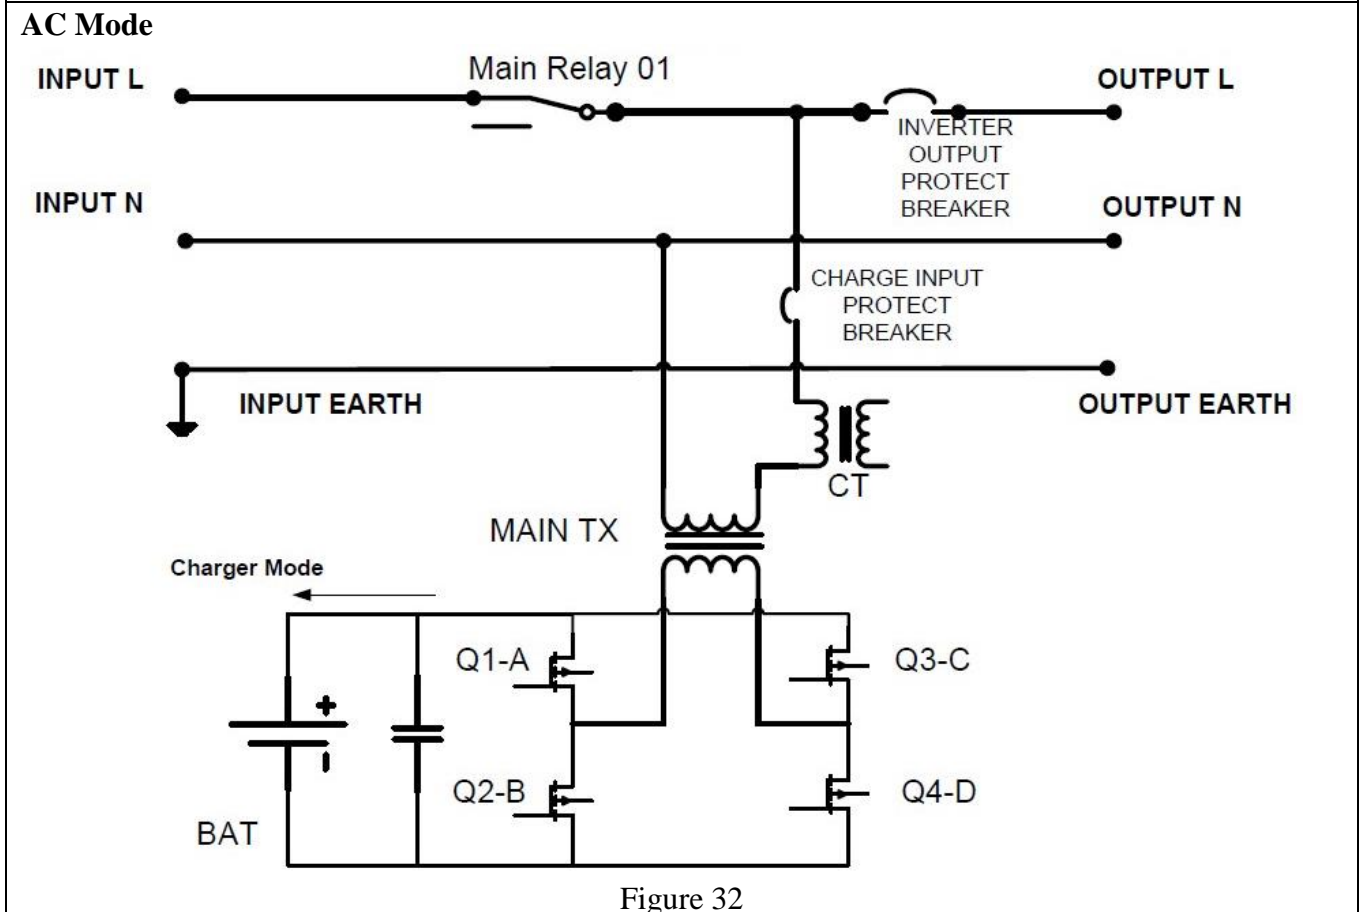 AC Mode
Main Relay 01
INPUT L
OUTPUT L
INVERTER
OUTPUT
PROTECT
BREAKER
INPUT N
OUTPUT N
CHARGE INPUT
PROTECT
BREAKER
INPUT EARTH
OUTPUT EARTH
CT
MAIN TX
Charger Mode
Q1-A
Q3-C
+
-
Q2-B
Q4-D
BAT
Figure 32